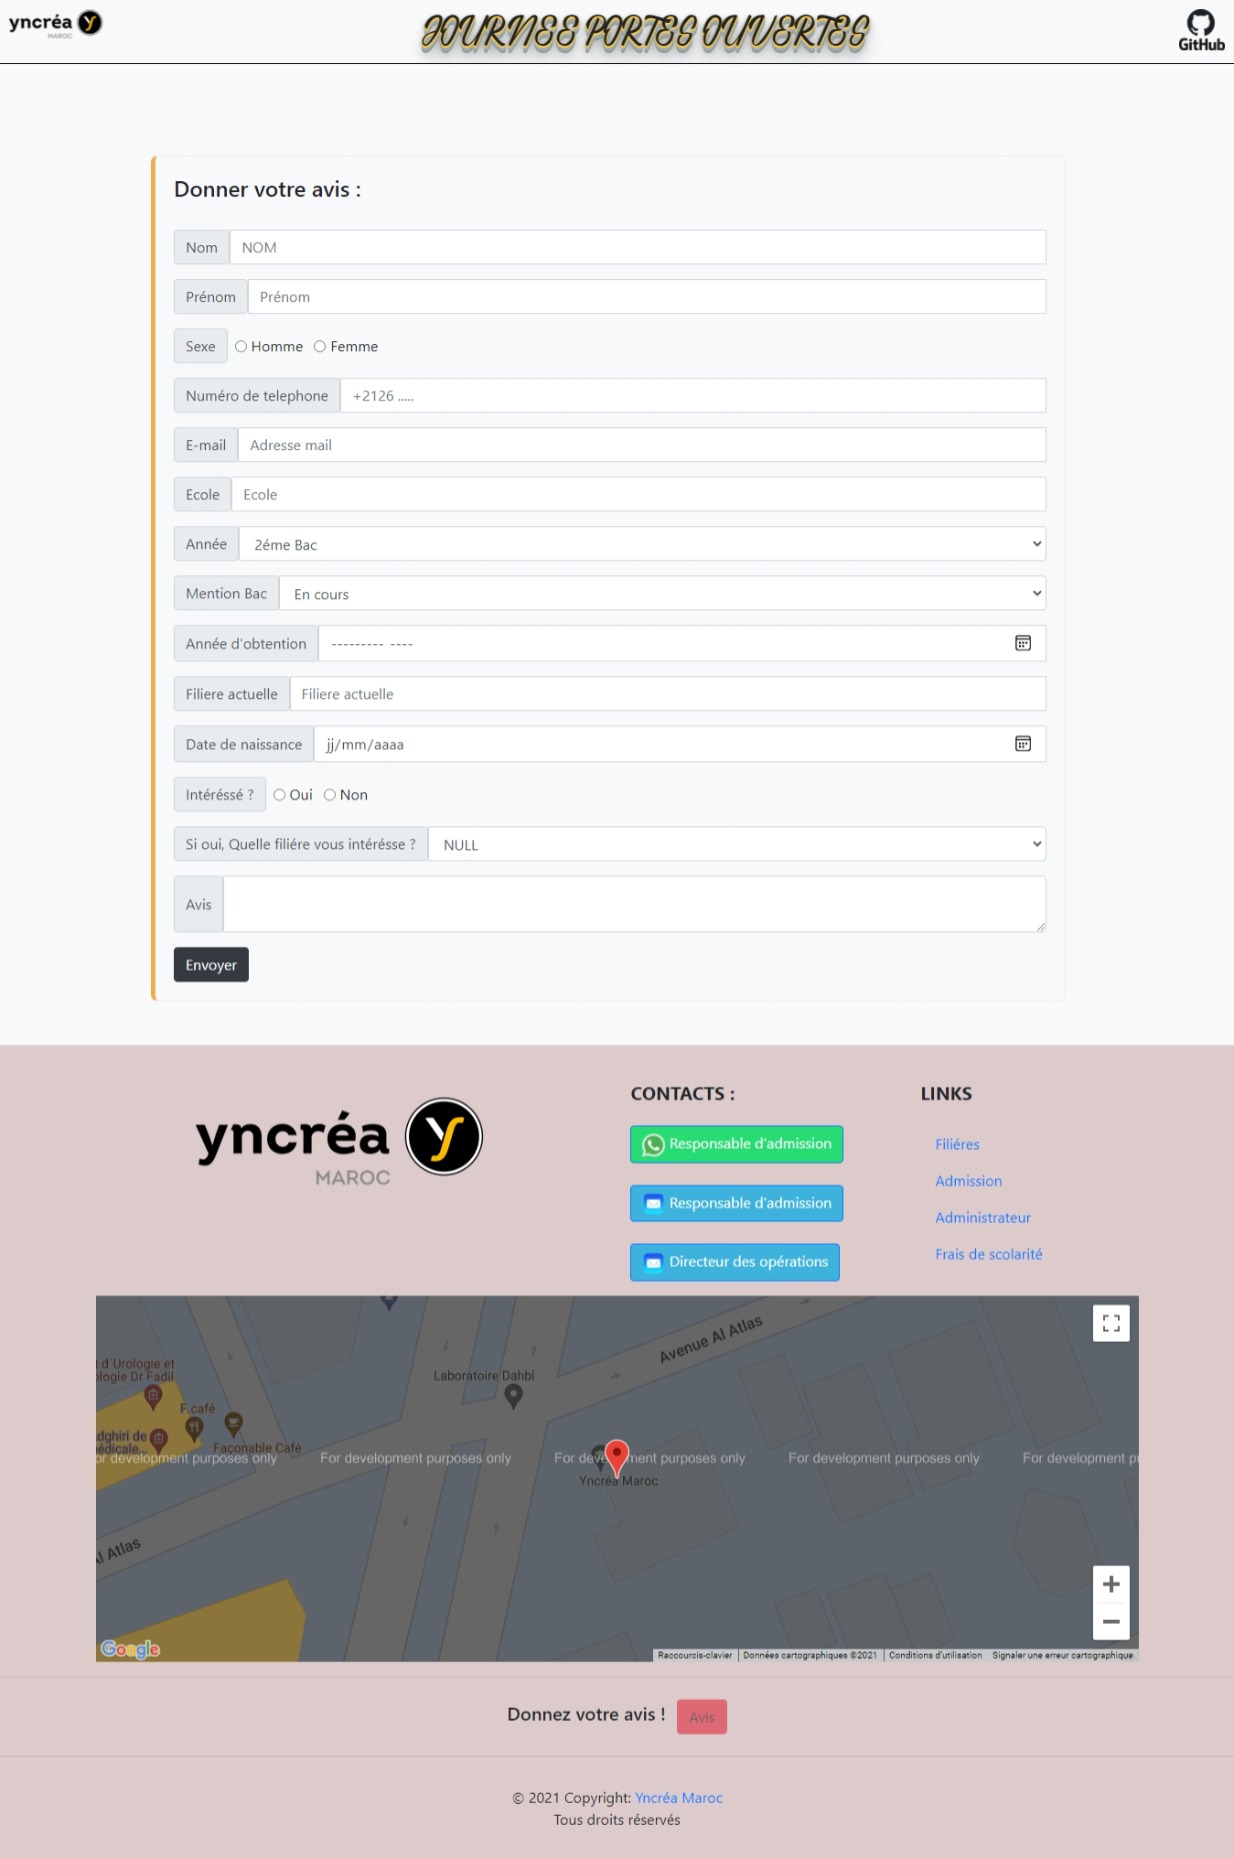 yncréa
MAROC
JOURNEE PORTES OUVERTES
GitHub
Donner votre avis :
Nom NOM
Prénom Prénom
Sexe Homme Femme
Numéro de telephone +2126 .....
E-mail Adresse mail
Ecole Ecole
Année 2éme Bac
Mention Bac En cours
Année d'obtention --------- ----
Filiere actuelle Filiere actuelle
Date de naissance jj/mm/aaaa
Intéréssé ? Oui Non
Si oui, Quelle filiére vous intérésse ? NULL
Avis
Envoyer
yncréa
MAROC
CONTACTS :
Responsable d'admission
Responsable d'admission
Directeur des opérations
LINKS
Filiéres
Admission
Administrateur
Frais de scolarité
Avenue Al Atlas
t d'Urologie et
ologie Dr Fadil
Laboratoire Dahbi
F.café
dghiri de
édicale
Façonable Café
or development purposes only For development purposes only For development purposes only For development purposes only For development p
Yncréa Maroc
Al Atlas
Google
Raccourcis-clavier Données cartographiques ©2021 Conditions d'utilisation Signaler une erreur cartographique
Donnez votre avis ! Avis
© 2021 Copyright: Yncréa Maroc
Tous droits réservés